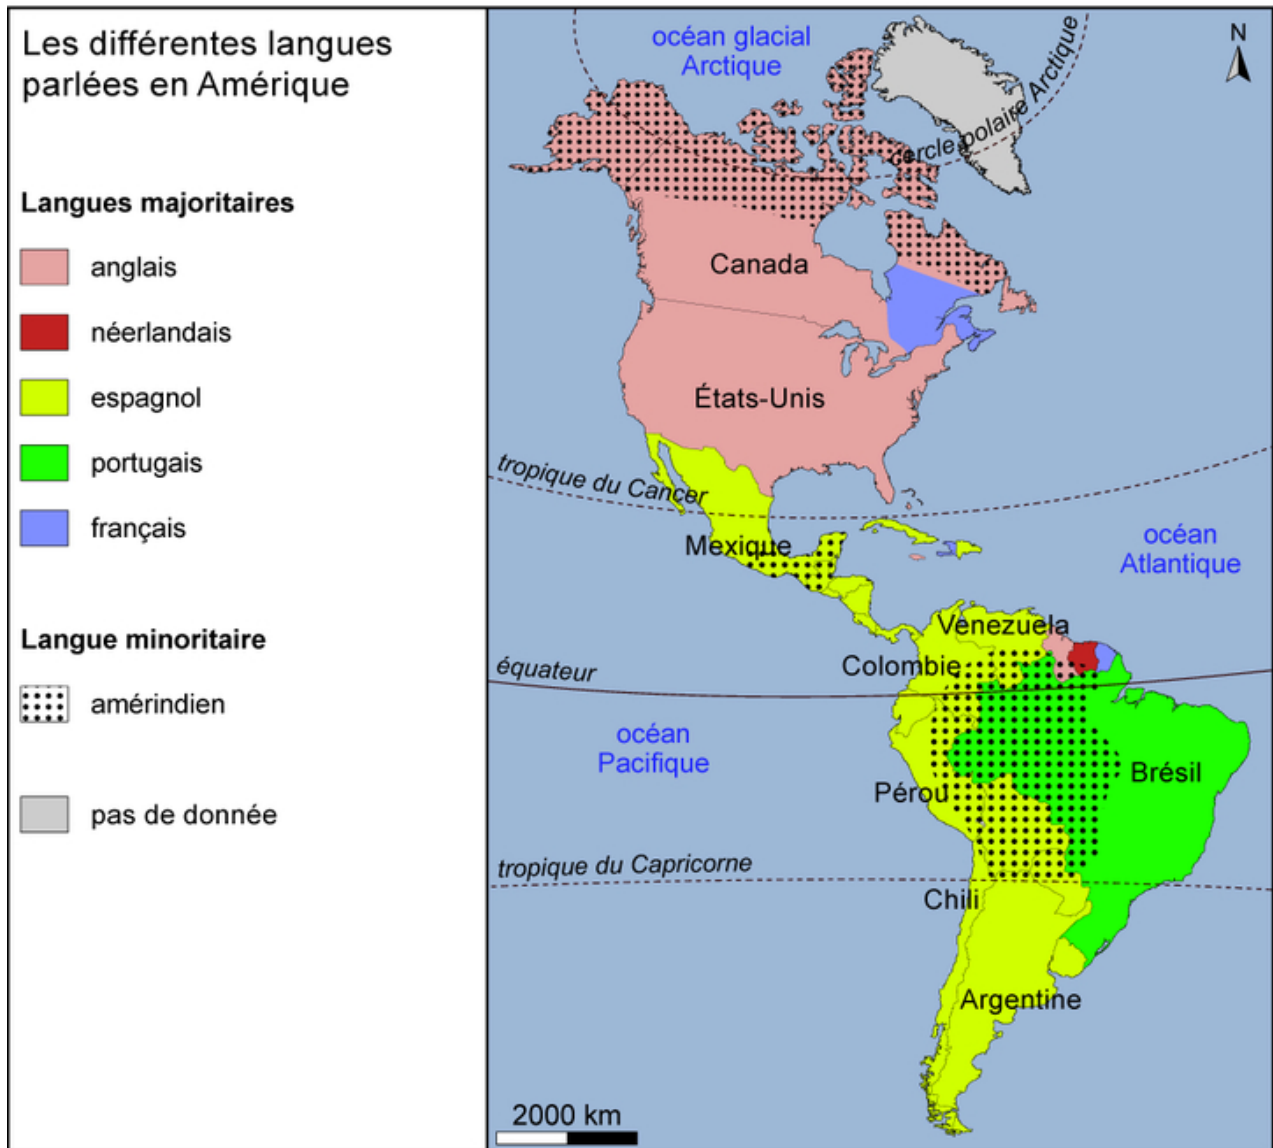 Les différentes langues
parlées en Amérique
Langues majoritaires
anglais
néerlandais
espagnol
portugais
français
Langue minoritaire
amérindien
pas de donnée
océan glacial
Arctique
N
cercle polaire Arctique
Canada
États-Unis
tropique du Cancer
Mexique
océan
Atlantique
Venezuela
Colombie
équateur
océan
Pacifique
Brésil
Pérou
tropique du Capricorne
Chili
Argentine
2000 km